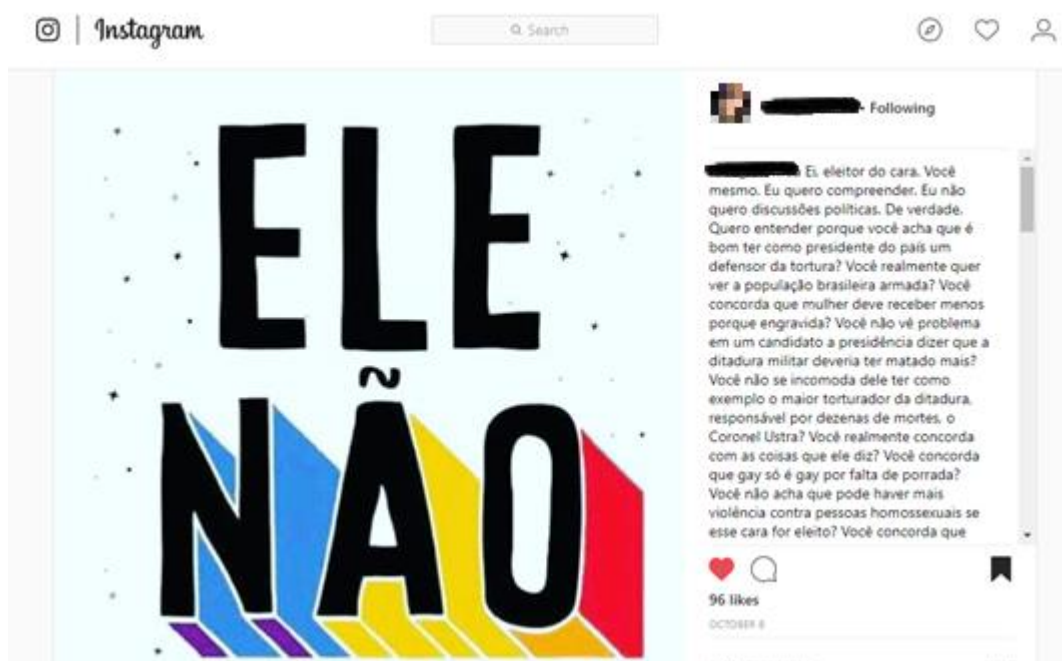 Instagram
Search
ELE
NÃO
Following
Ei, eleitor do cara. Você
mesmo. Eu quero compreender. Eu não
quero discussões políticas. De verdade.
Quero entender porque você acha que é
bom ter como presidente do país um
defensor da tortura? Você realmente quer
ver a população brasileira armada? Você
concorda que mulher deve receber menos
porque engravida? Você não vê problema
em um candidato a presidência dizer que a
ditadura militar deveria ter matado mais?
Você não se incomoda dele ter como
exemplo o maior torturador da ditadura,
responsável por dezenas de mortes, o
Coronel Ustra? Você realmente concorda
com as coisas que ele diz? Você concorda
que gay só é gay por falta de porrada?
Você não acha que pode haver mais
violência contra pessoas homossexuais se
esse cara for eleito? Você concorda que
96 likes
OCTOBER